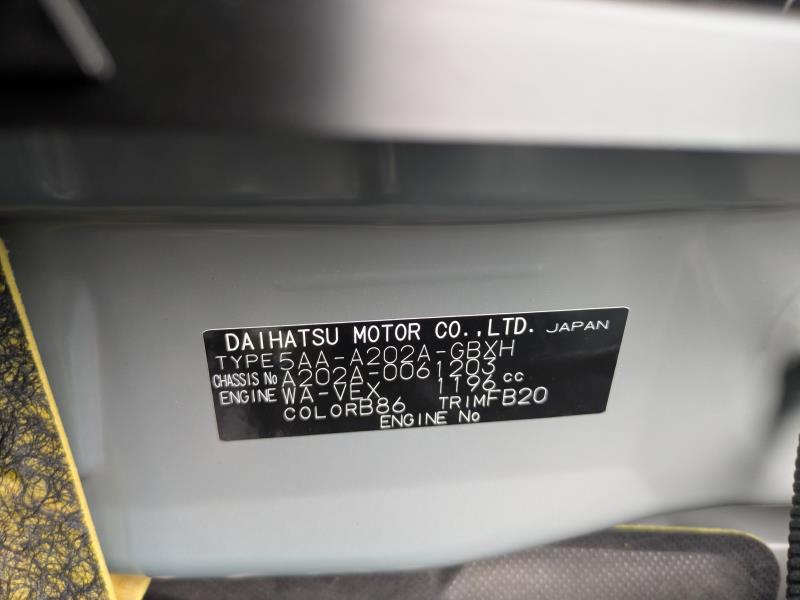 DAIHATSU MOTOR CO.,LTD. JAPAN
TYPE 5AA-A202A-GBXH
CHASSIS No A202A-0061203
ENGINE WA-VEX 1196 cc
COLOR B86 TRIM FB20
ENGINE No